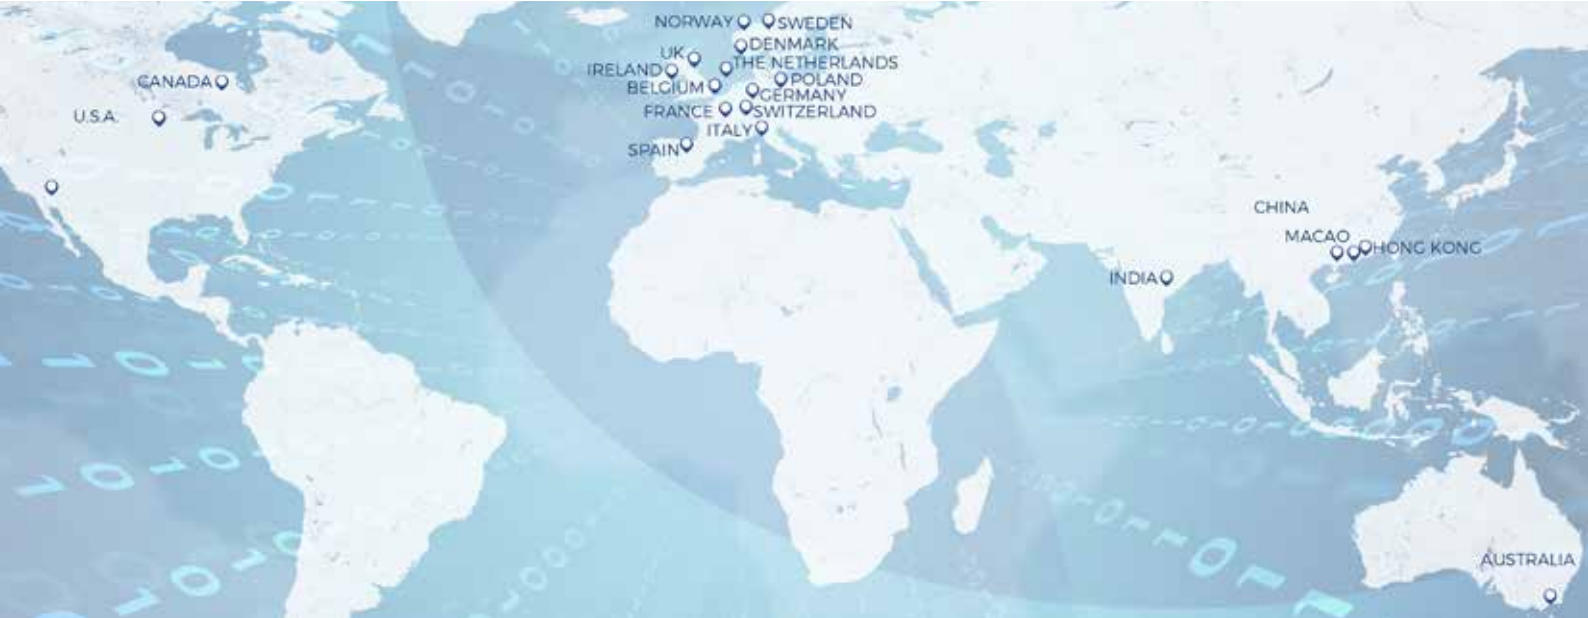 NORWAY
SWEDEN
DENMARK
UK
THE NETHERLANDS
IRELAND
POLAND
CANADA
BELGIUM
GERMANY
FRANCE
SWITZERLAND
U.S.A.
ITALY
SPAIN
CHINA
MACAO
HONG KONG
INDIA
AUSTRALIA